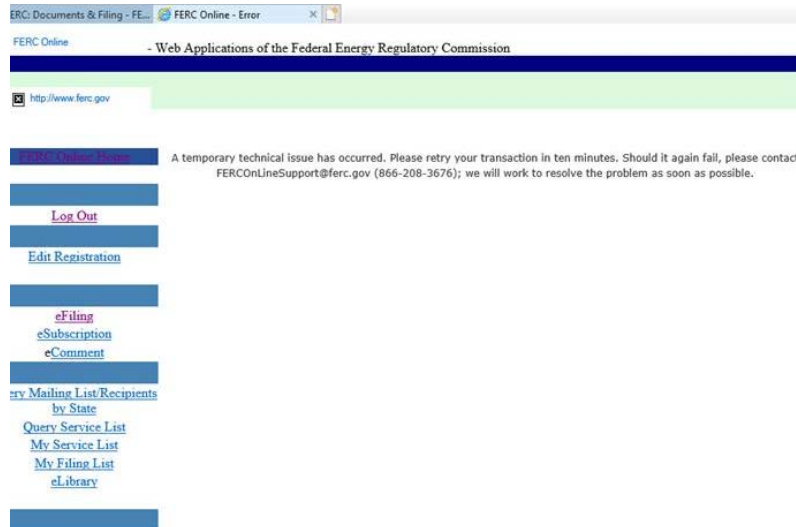 ERC: Documents & Filing - FE...
FERC Online - Error
FERC Online
- Web Applications of the Federal Energy Regulatory Commission
http://www.ferc.gov
FERC Online Home
A temporary technical issue has occurred. Please retry your transaction in ten minutes. Should it again fail, please contact
FERCOnLineSupport@ferc.gov (866-208-3676); we will work to resolve the problem as soon as possible.
Log Out
Edit Registration
eFiling
eSubscription
eComment
ery Mailing List/Recipients
by State
Query Service List
My Service List
My Filing List
eLibrary